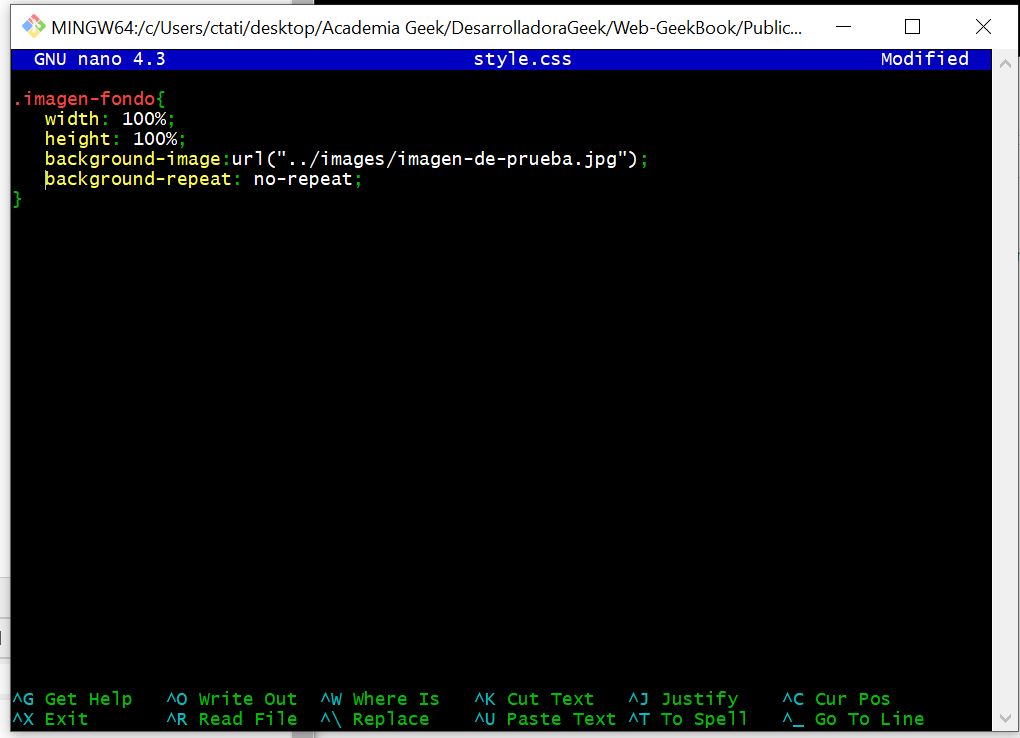 MINGW64:/c/Users/ctati/desktop/Academia Geek/DesarrolladoraGeek/Web-GeekBook/Public...
GNU nano 4.3 style.css Modified
.imagen-fondo{
width: 100%;
height: 100%;
background-image:url("../images/imagen-de-prueba.jpg");
background-repeat: no-repeat;
}
^G Get Help ^O Write Out ^W Where Is ^K Cut Text ^J Justify ^C Cur Pos
^X Exit ^R Read File ^\ Replace ^U Paste Text ^T To Spell ^_ Go To Line